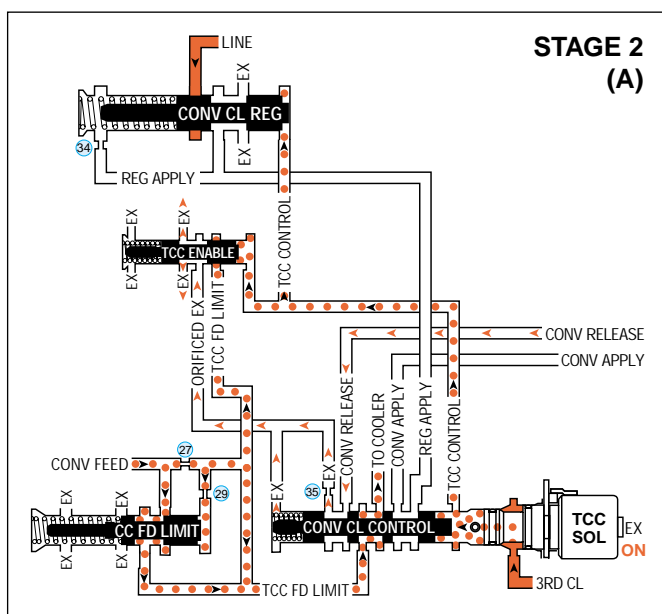 STAGE 2
(A)
LINE
EX
CONV CL REG
34
EX
REG APPLY
TCC CONTROL
EX
EX
TCC ENABLE
EX
EX
ORIFICED EX
TCC FD LIMIT
CONV RELEASE
CONV APPLY
CONV RELEASE
TO COOLER
CONV APPLY
REG APPLY
TCC CONTROL
27
CONV FEED
29
35
EX
EX
EX
EX
CC FD LIMIT
EX
EX
CONV CL CONTROL
TCC
SOL
EX
ON
TCC FD LIMIT
3RD CL